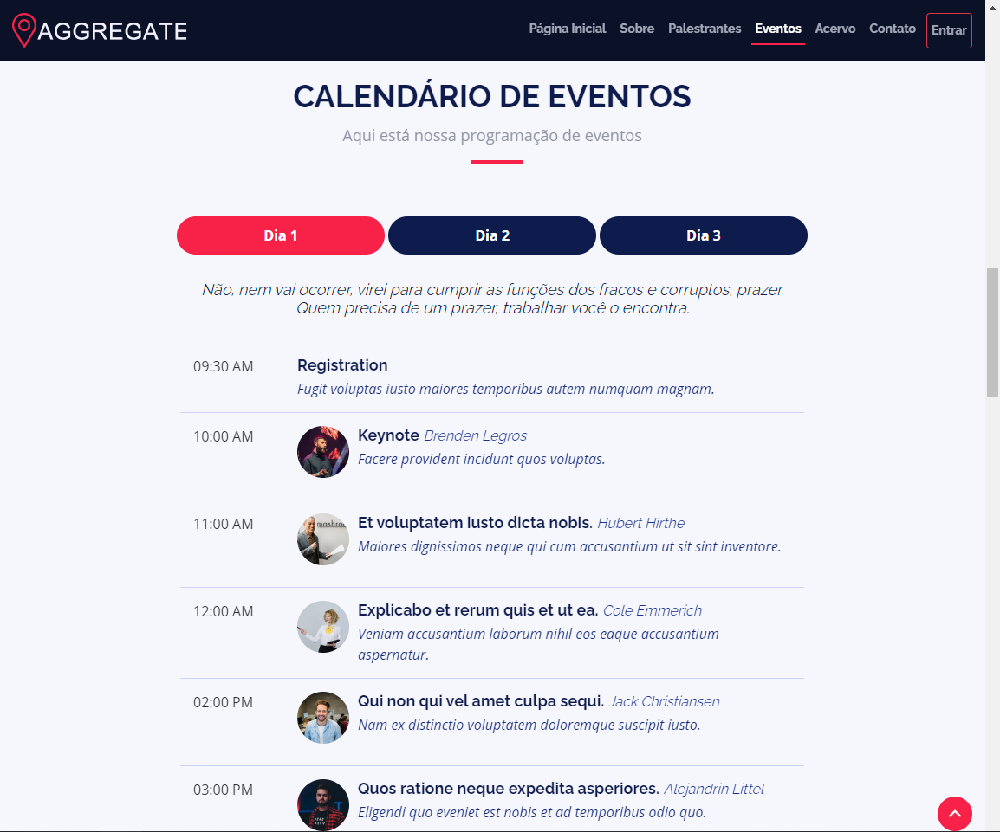 AGGREGATE
Página Inicial Sobre Palestrantes Eventos Acervo Contato Entrar
CALENDÁRIO DE EVENTOS
Aqui está nossa programação de eventos
Dia 1 Dia 2 Dia 3
Não, nem vai ocorrer, virei para cumprir as funções dos fracos e corruptos, prazer.
Quem precisa de um prazer, trabalhar você o encontra.
09:30 AM Registration
Fugit voluptas iusto maiores temporibus autem numquam magnam.
10:00 AM Keynote Brenden Legros
Facere provident incidunt quos voluptas.
11:00 AM Et voluptatem iusto dicta nobis. Hubert Hirthe
Maiores dignissimos neque qui cum accusantium ut sit sint inventore.
12:00 AM Explicabo et rerum quis et ut ea. Cole Emmerich
Veniam accusantium laborum nihil eos eaque accusantium
aspernatur.
02:00 PM Qui non qui vel amet culpa sequi. Jack Christiansen
Nam ex distinctio voluptatem doloremque suscipit iusto.
03:00 PM Quos ratione neque expedita asperiores. Alejandrin Littel
Eligendi quo eveniet est nobis et ad temporibus odio quo.